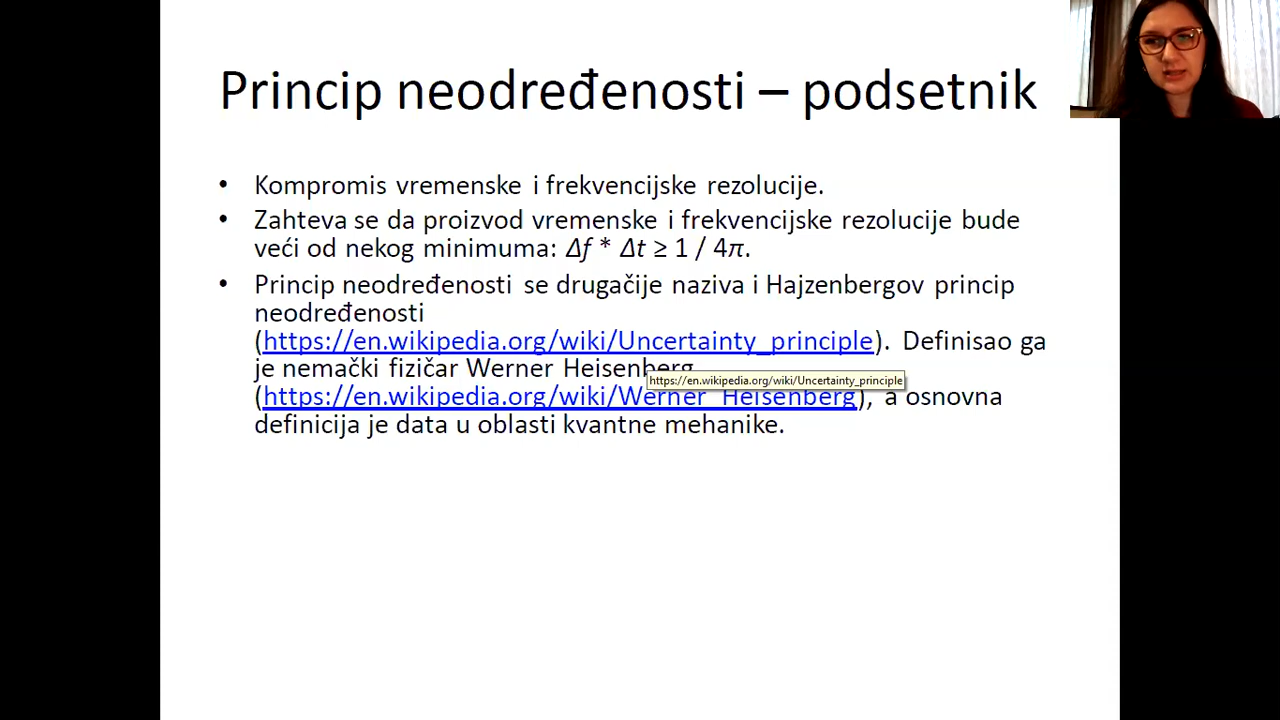 Princip neodređenosti – podsetnik
• Kompromis vremenske i frekvencijske rezolucije.
• Zahteva se da proizvod vremenske i frekvencijske rezolucije bude
veći od nekog minimuma: Δf * Δt ≥ 1 / 4π.
• Princip neodređenosti se drugačije naziva i Hajzenbergov princip
neodređenosti
(https://en.wikipedia.org/wiki/Uncertainty_principle). Definisao ga
je nemački fizičar Werner Heisenberg
https://en.wikipedia.org/wiki/Uncertainty_principle
(https://en.wikipedia.org/wiki/Werner_Heisenberg), a osnovna
definicija je data u oblasti kvantne mehanike.